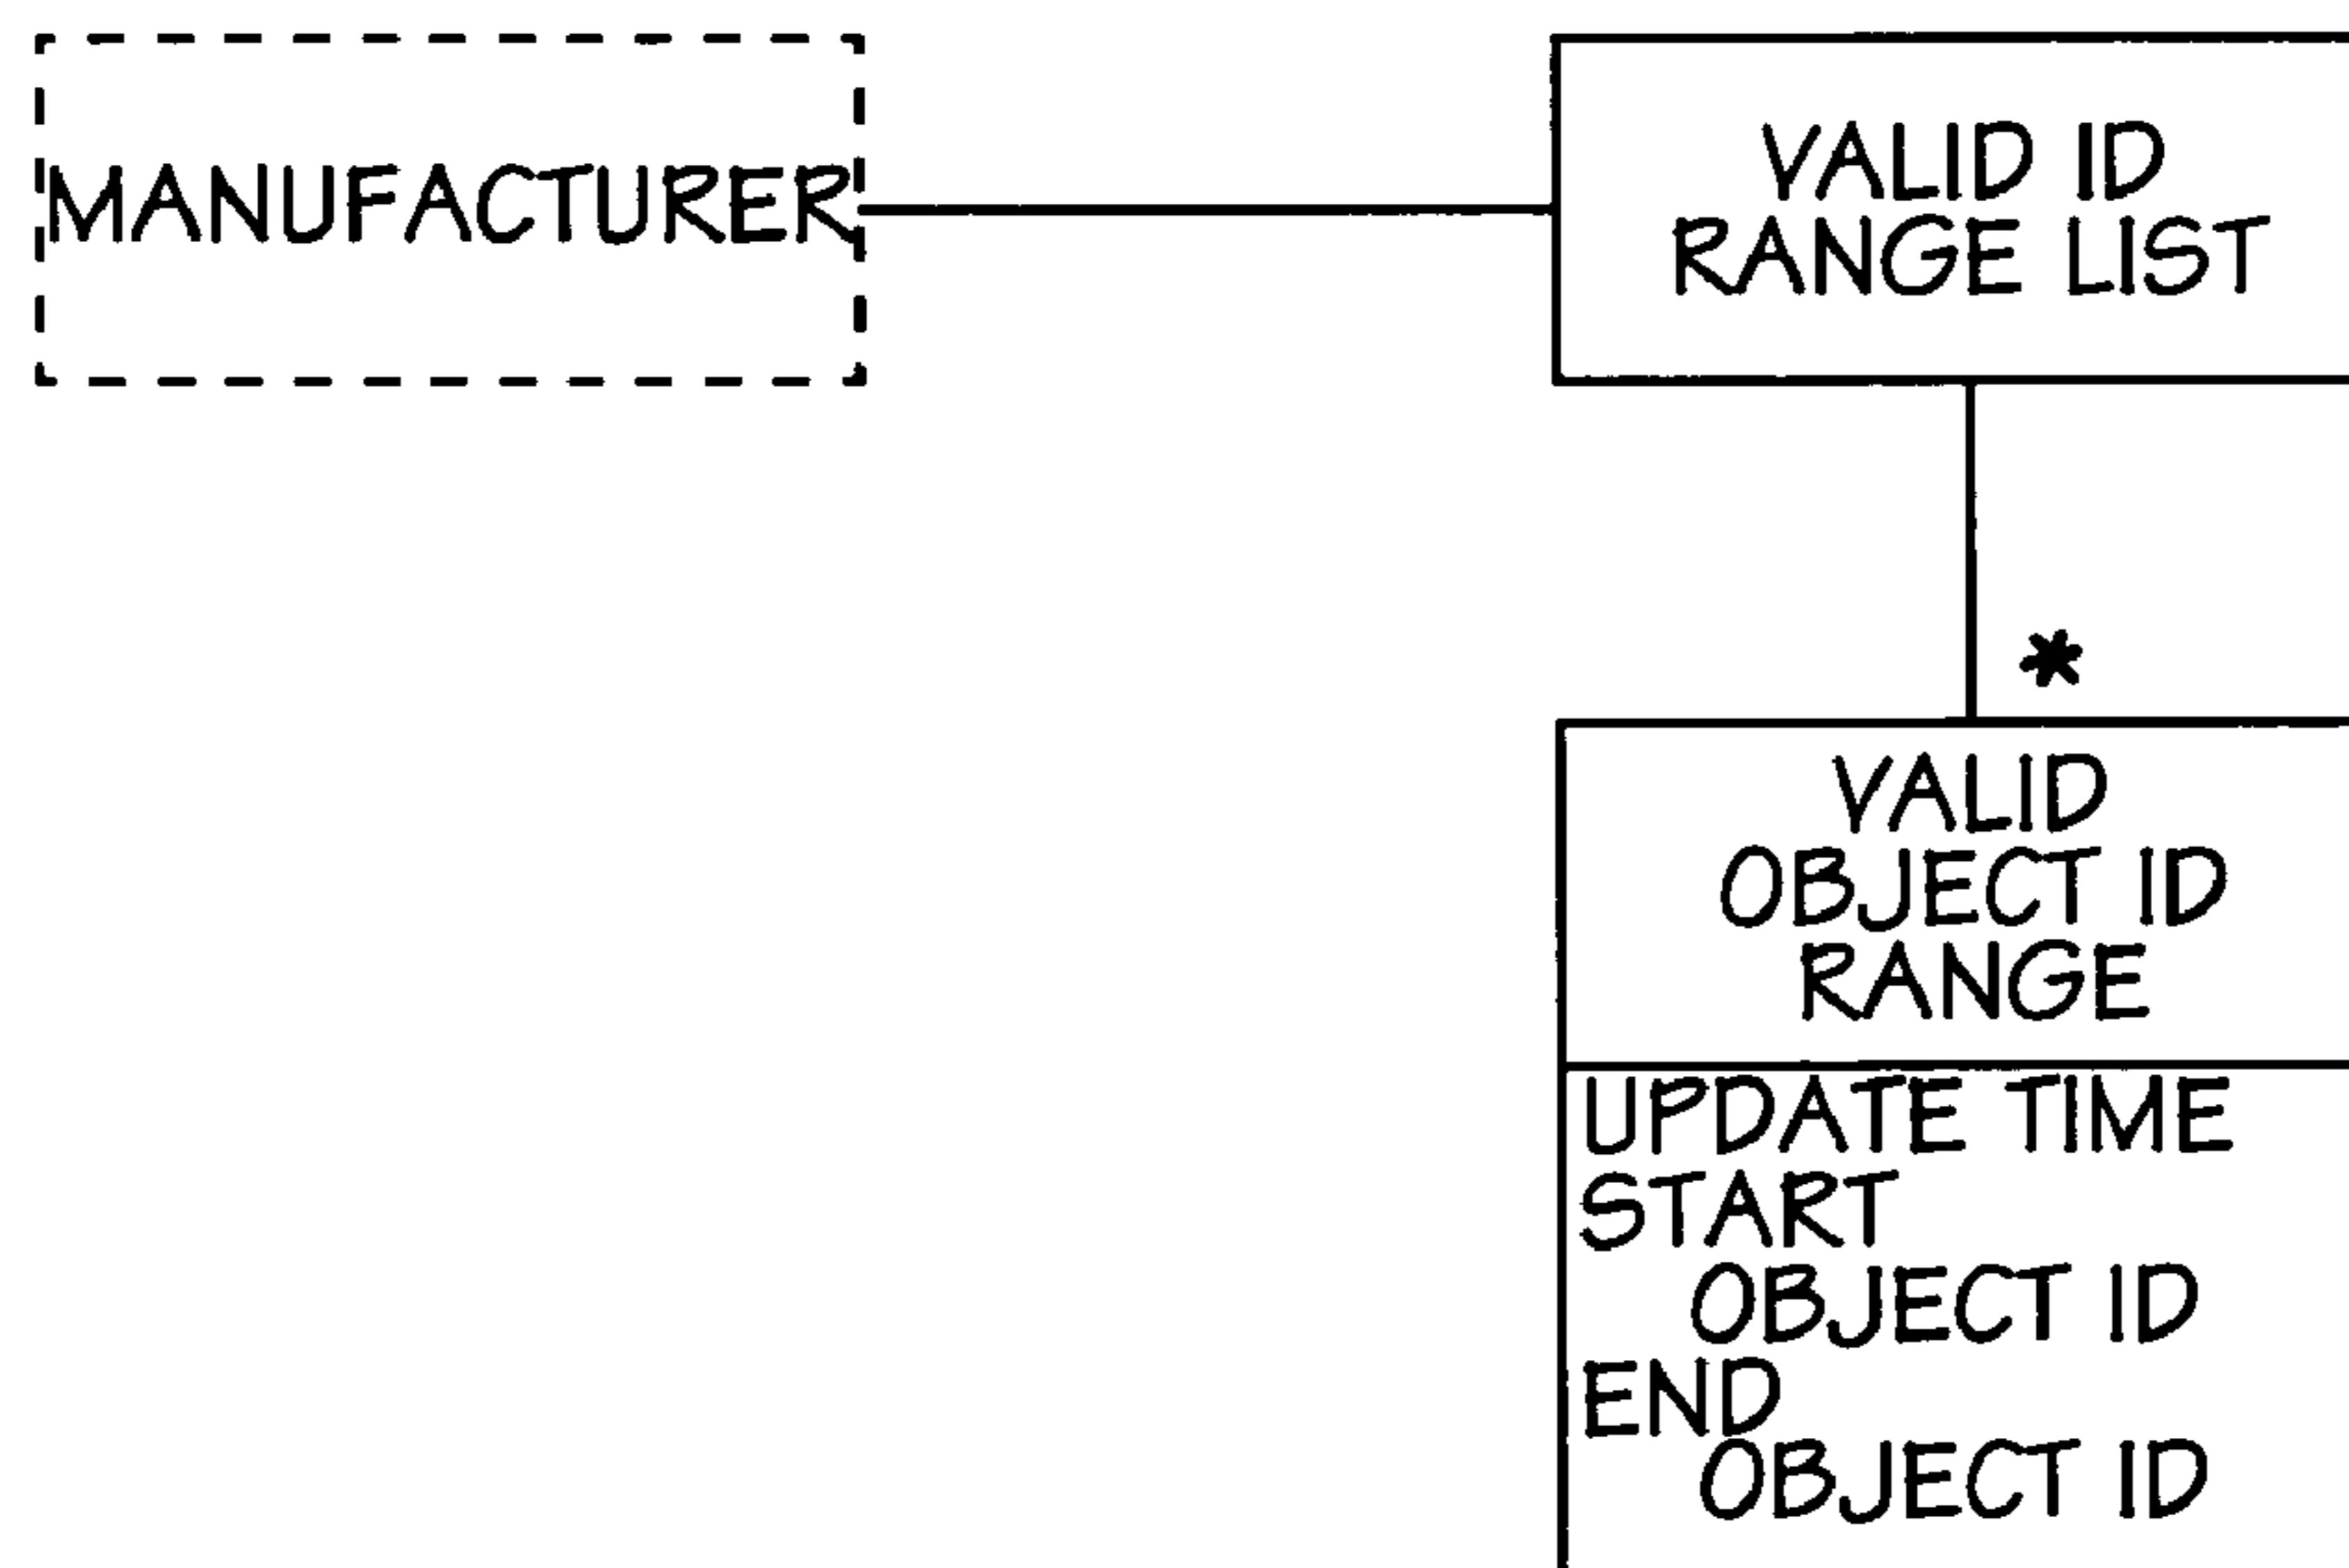 MANUFACTURER
VALID ID
RANGE LIST
*
VALID
OBJECT ID
RANGE
UPDATE TIME
START
OBJECT ID
END
OBJECT ID